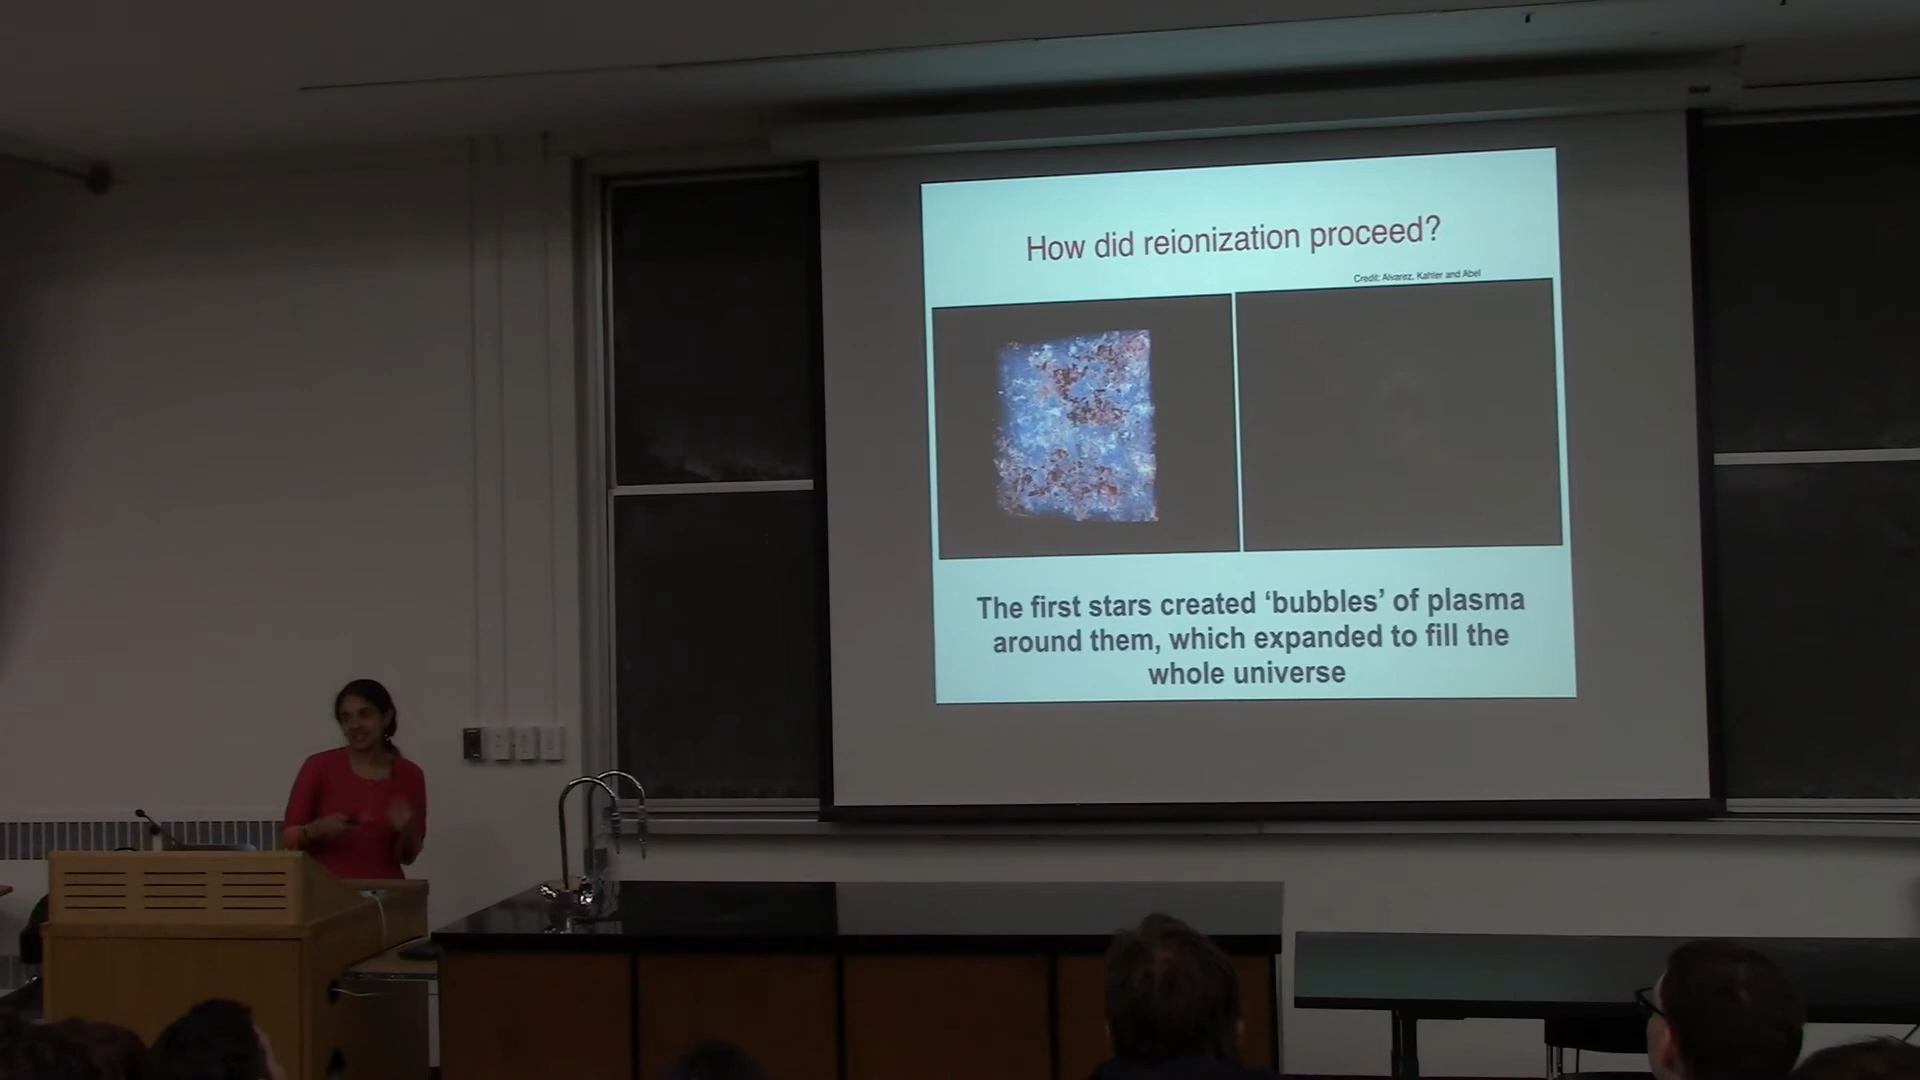 How did reionization proceed?
Credit: Alvarez, Kahler and Abel
The first stars created ‘bubbles’ of plasma
around them, which expanded to fill the
whole universe